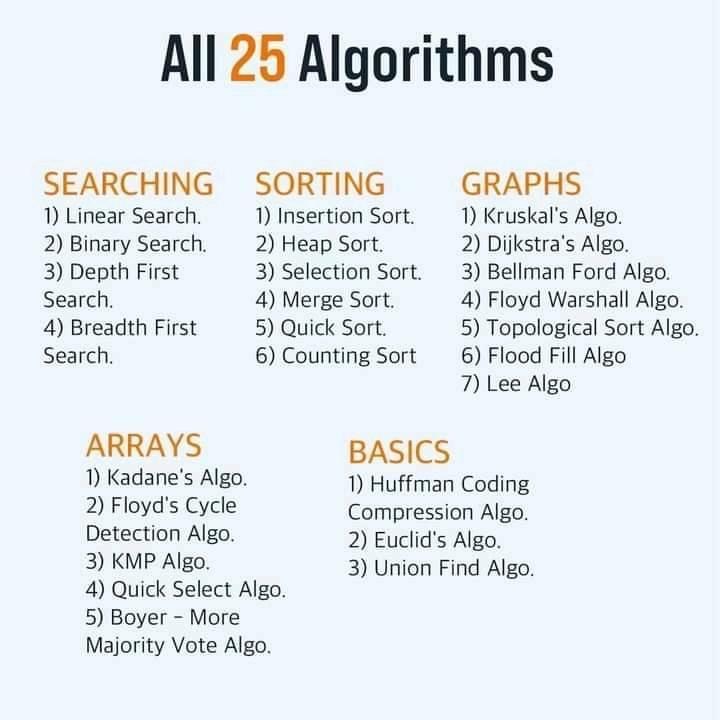 All 25 Algorithms
SEARCHING
1) Linear Search.
2) Binary Search.
3) Depth First
Search.
4) Breadth First
Search.
SORTING
1) Insertion Sort.
2) Heap Sort.
3) Selection Sort.
4) Merge Sort.
5) Quick Sort.
6) Counting Sort
GRAPHS
1) Kruskal's Algo.
2) Dijkstra's Algo.
3) Bellman Ford Algo.
4) Floyd Warshall Algo.
5) Topological Sort Algo.
6) Flood Fill Algo
7) Lee Algo
ARRAYS
1) Kadane's Algo.
2) Floyd's Cycle
Detection Algo.
3) KMP Algo.
4) Quick Select Algo.
5) Boyer - More
Majority Vote Algo.
BASICS
1) Huffman Coding
Compression Algo.
2) Euclid's Algo.
3) Union Find Algo.